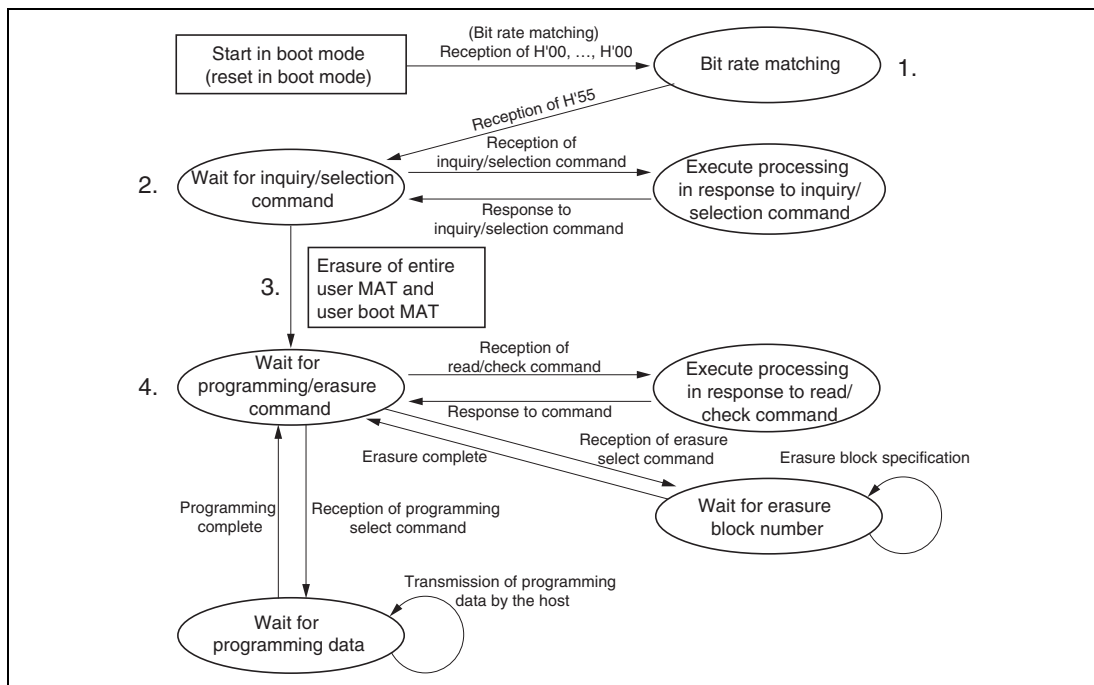 (Bit rate matching)
Start in boot mode
(reset in boot mode)
Reception of H'00, …, H'00
Bit rate matching
1.
Reception of H'55
2.
Wait for inquiry/selection
command
Reception of
inquiry/selection command
Execute processing
in response to inquiry/
selection command
Response to
inquiry/selection command
3.
Erasure of entire
user MAT and
user boot MAT
4.
Wait for
programming/erasure
command
Reception of
read/check command
Execute processing
in response to read/
check command
Response to command
Reception of erasure
select command
Erasure complete
Erasure block specification
Wait for erasure
block number
Programming
complete
Reception of programming
select command
Transmission of programming
data by the host
Wait for
programming data